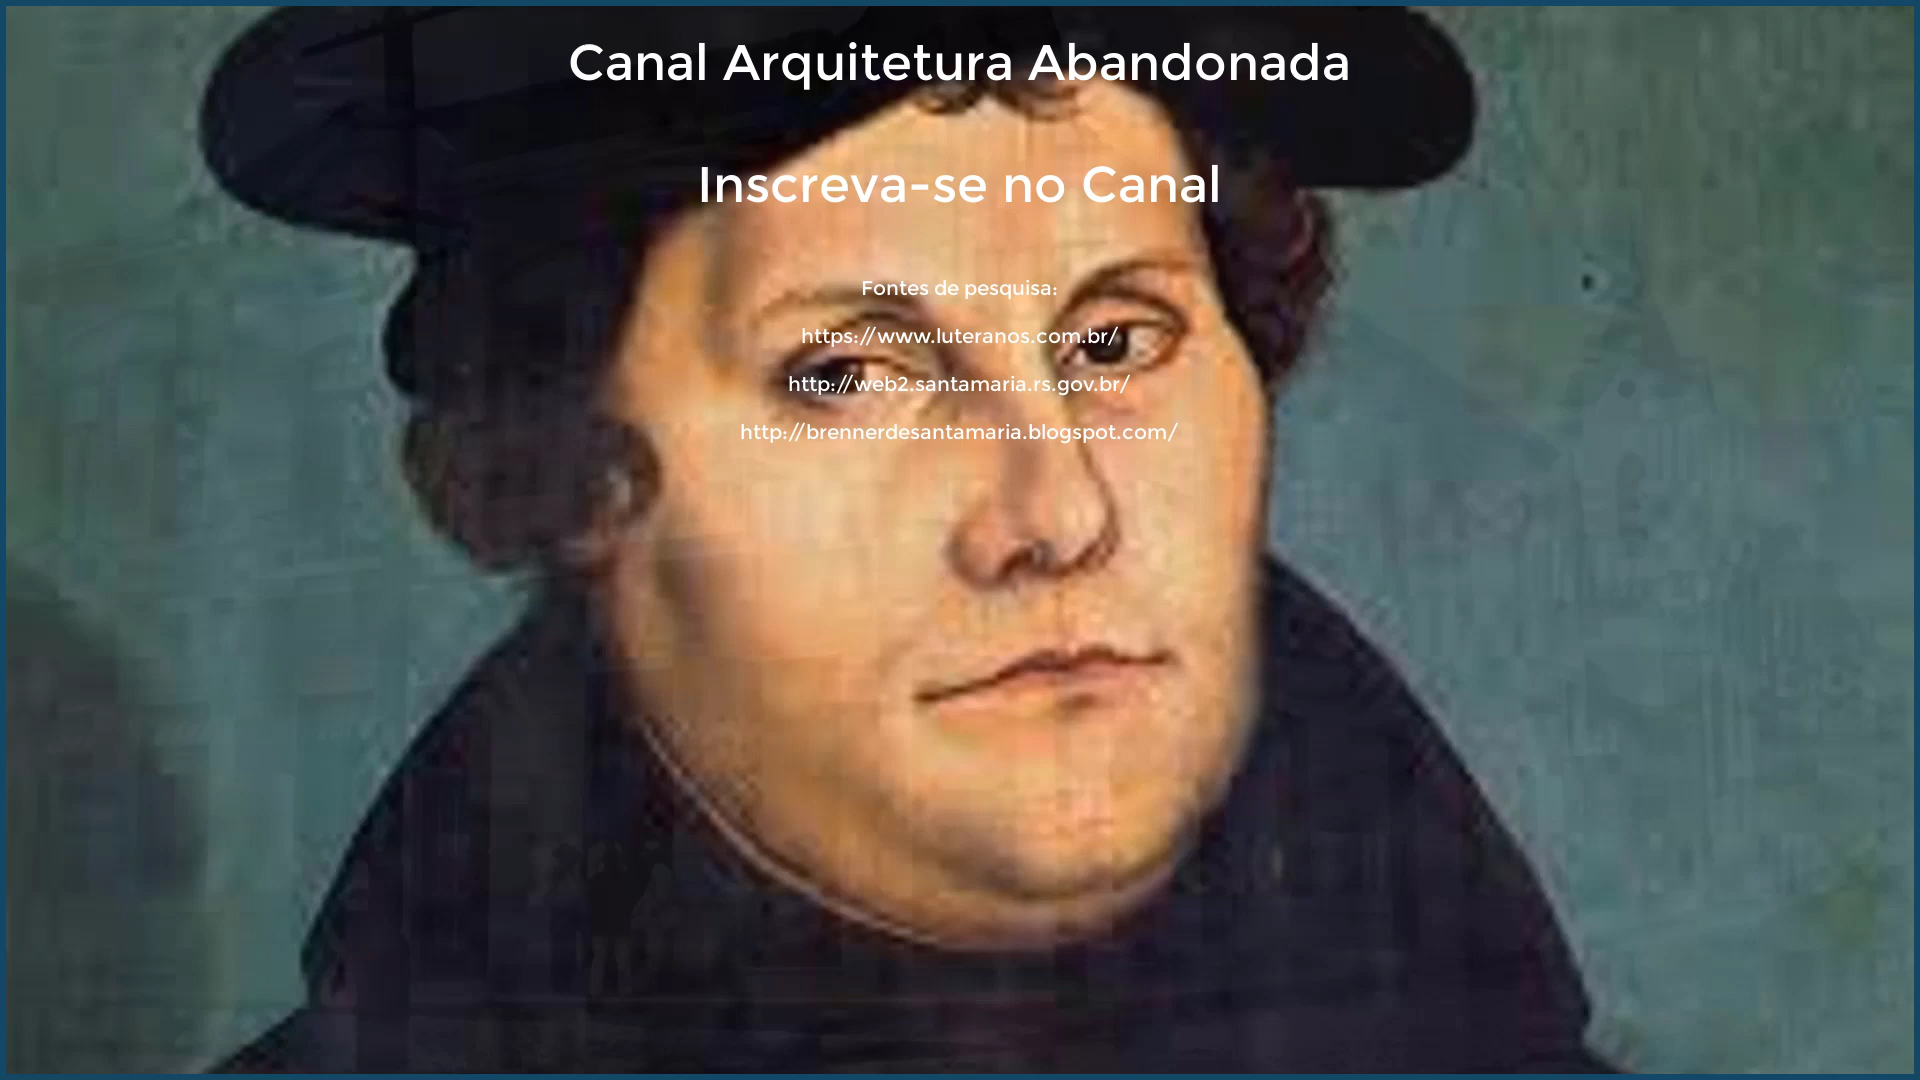 Canal Arquitetura Abandonada
Inscreva-se no Canal
Fontes de pesquisa:
https://www.luteranos.com.br/
http://web2.santamaria.rs.gov.br/
http://brennerdesantamaria.blogspot.com/